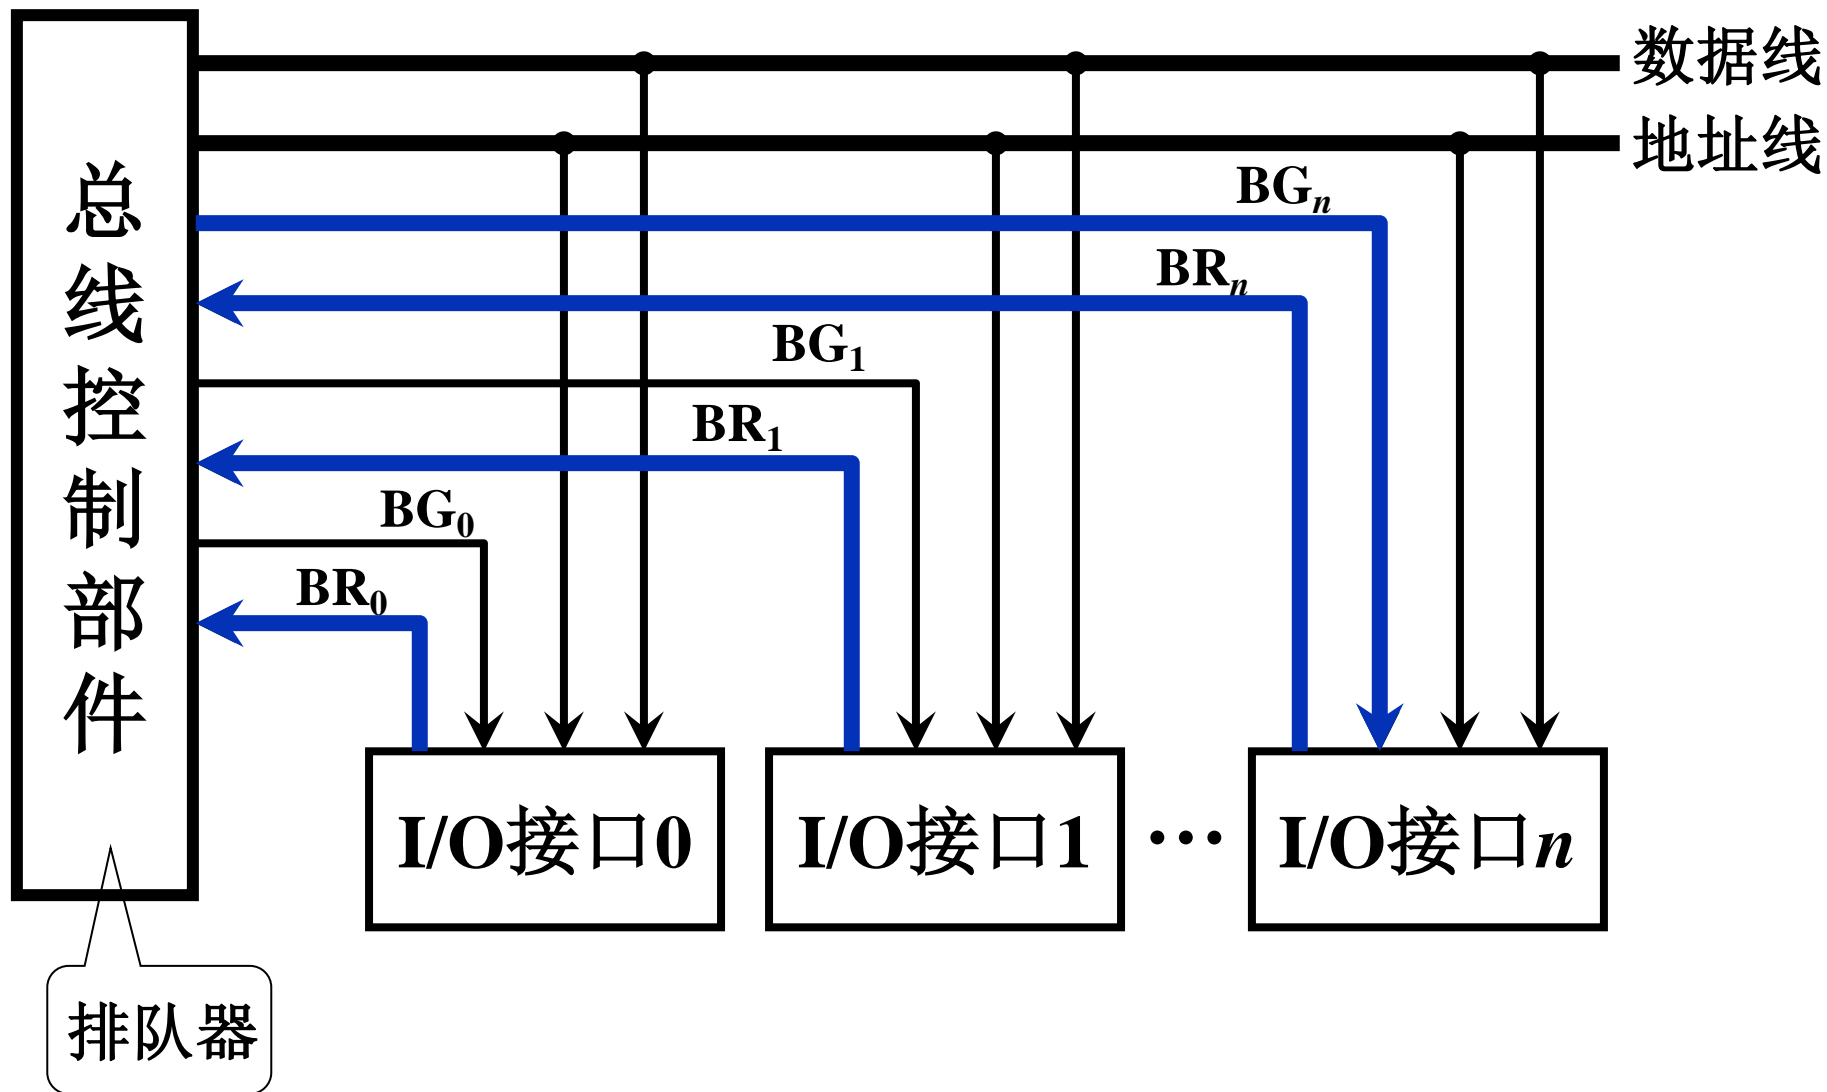 数据线
地址线
总线控制部件
BGn
BRn
BG1
BR1
BG0
BR0
I/O接口0
I/O接口1
…
I/O接口n
排队器